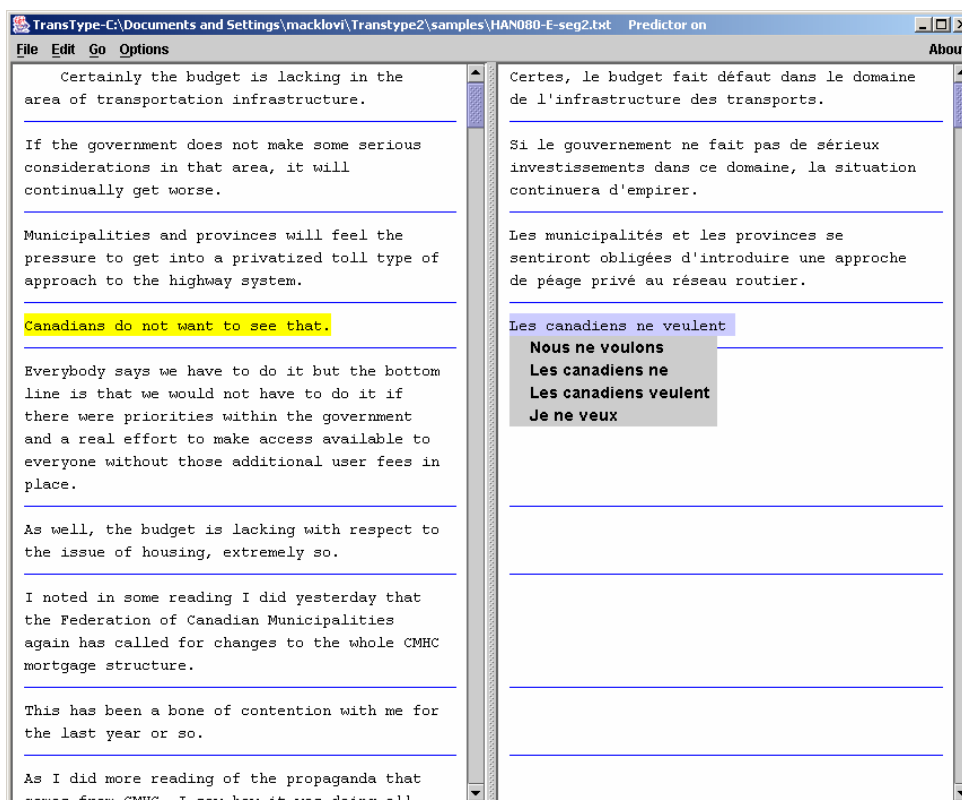 TransType-C:\Documents and Settings\macklovi\Transtype2\samples\HAN080-E-seg2.txt Predictor on
File Edit Go Options Abou
Certainly the budget is lacking in the
area of transportation infrastructure.
If the government does not make some serious
considerations in that area, it will
continually get worse.
Municipalities and provinces will feel the
pressure to get into a privatized toll type of
approach to the highway system.
Canadians do not want to see that.
Everybody says we have to do it but the bottom
line is that we would not have to do it if
there were priorities within the government
and a real effort to make access available to
everyone without those additional user fees in
place.
As well, the budget is lacking with respect to
the issue of housing, extremely so.
I noted in some reading I did yesterday that
the Federation of Canadian Municipalities
again has called for changes to the whole CMHC
mortgage structure.
This has been a bone of contention with me for
the last year or so.
As I did more reading of the propaganda that
Certes, le budget fait défaut dans le domaine
de l'infrastructure des transports.
Si le gouvernement ne fait pas de sérieux
investissements dans ce domaine, la situation
continuera d'empirer.
Les municipalités et les provinces se
sentiront obligées d'introduire une approche
de péage privé au réseau routier.
Les canadiens ne veulent
Nous ne voulons
Les canadiens ne
Les canadiens veulent
Je ne veux